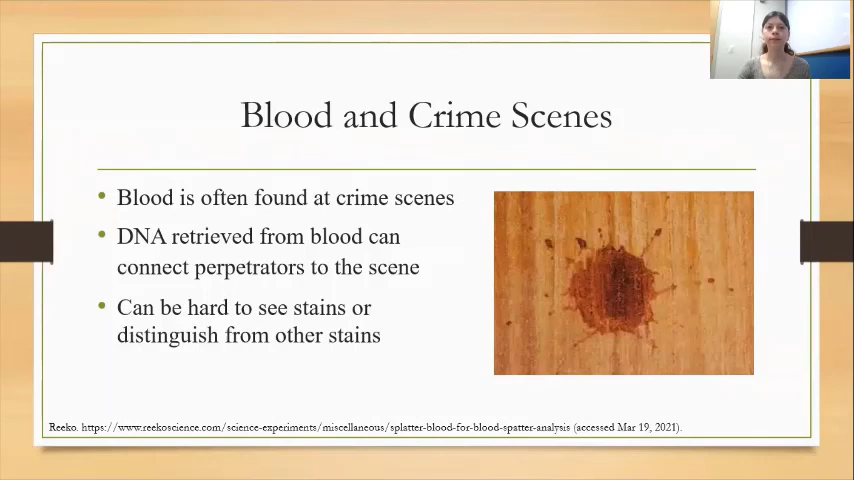 Blood and Crime Scenes
• Blood is often found at crime scenes
• DNA retrieved from blood can
connect perpetrators to the scene
• Can be hard to see stains or
distinguish from other stains
Reeko. https://www.reekoscience.com/science-experiments/miscellaneous/splatter-blood-for-blood-spatter-analysis (accessed Mar 19, 2021).